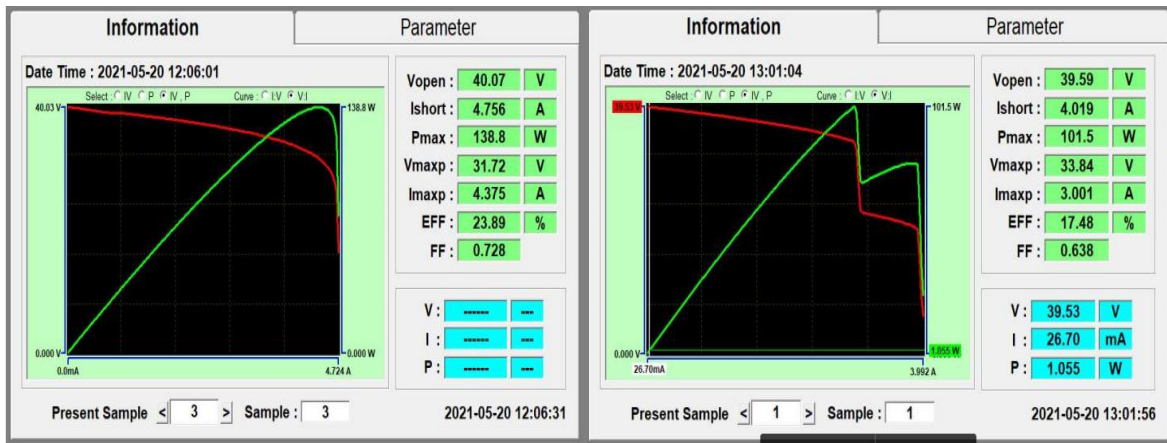 Information Parameter
Date Time : 2021-05-20 12:06:01
Select : IV P IV , P Curve : I:V V:I
40.03 V 138.8 W
0.000 V 0.000 W
0.0mA 4.724 A
Vopen : 40.07 V
Ishort : 4.756 A
Pmax : 138.8 W
Vmaxp : 31.72 V
Imaxp : 4.375 A
EFF : 23.89 %
FF : 0.728
V : ------ ---
I : ------ ---
P : ------ ---
Present Sample < 3 > Sample : 3 2021-05-20 12:06:31
Information Parameter
Date Time : 2021-05-20 13:01:04
Select : IV P IV , P Curve : I:V V:I
39.53 V 101.5 W
0.000 V 1.055 W
26.70mA 3.992 A
Vopen : 39.59 V
Ishort : 4.019 A
Pmax : 101.5 W
Vmaxp : 33.84 V
Imaxp : 3.001 A
EFF : 17.48 %
FF : 0.638
V : 39.53 V
I : 26.70 mA
P : 1.055 W
Present Sample < 1 > Sample : 1 2021-05-20 13:01:56